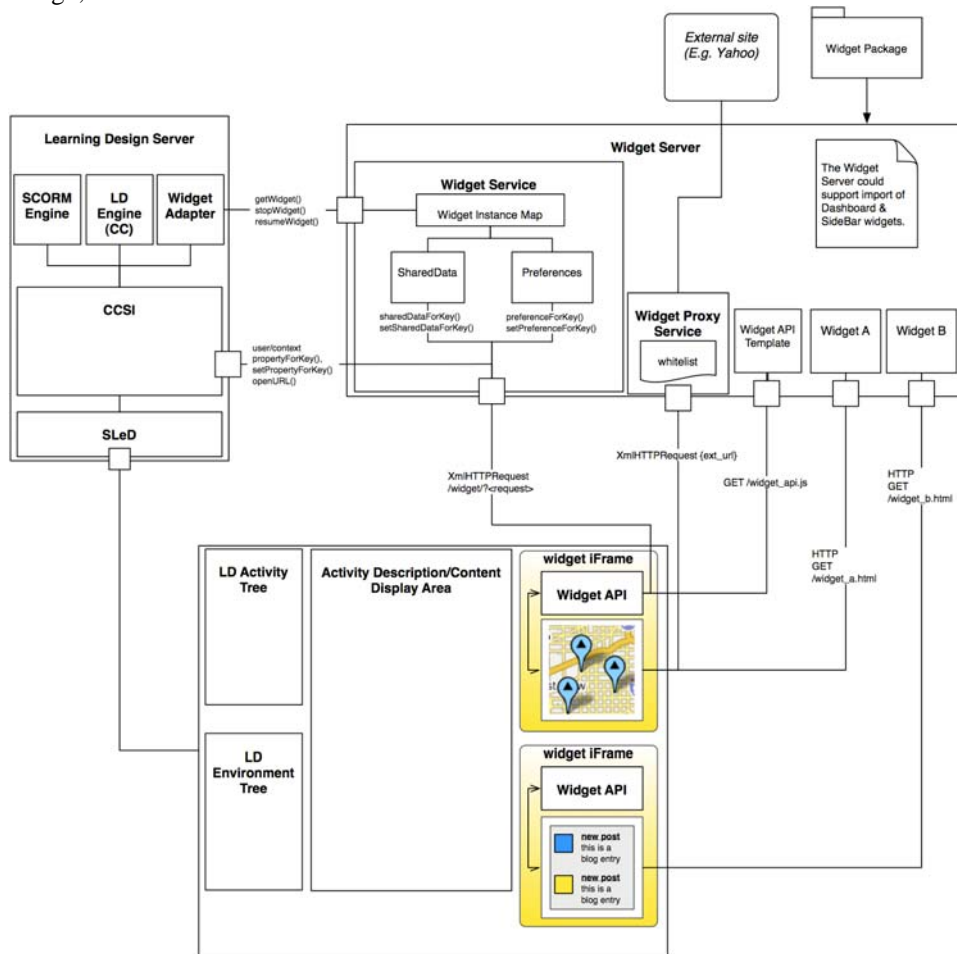 External site
(E.g. Yahoo)
Widget Package
Learning Design Server
SCORM
Engine
LD
Engine
(CC)
Widget
Adapter
CCSI
SLeD
getWidget()
stopWidget()
resumeWidget()
user/context
propertyForKey(),
setPropertyForKey()
openURL()
Widget Server
Widget Service
Widget Instance Map
SharedData
Preferences
sharedDataForKey()
setSharedDataForKey()
preferenceForKey()
setPreferenceForKey()
The Widget
Server could
support import of
Dashboard &
SideBar widgets.
Widget Proxy
Service
whitelist
Widget API
Template
Widget A
Widget B
XmlHTTPRequest
/widget/?<request>
XmlHTTPRequest {ext_url}
GET /widget_api.js
HTTP
GET
/widget_a.html
HTTP
GET
/widget_b.html
LD Activity
Tree
Activity Description/Content
Display Area
LD
Environment
Tree
widget iFrame
Widget API
widget iFrame
Widget API
new post
this is a
blog entry
new post
this is a
blog entry